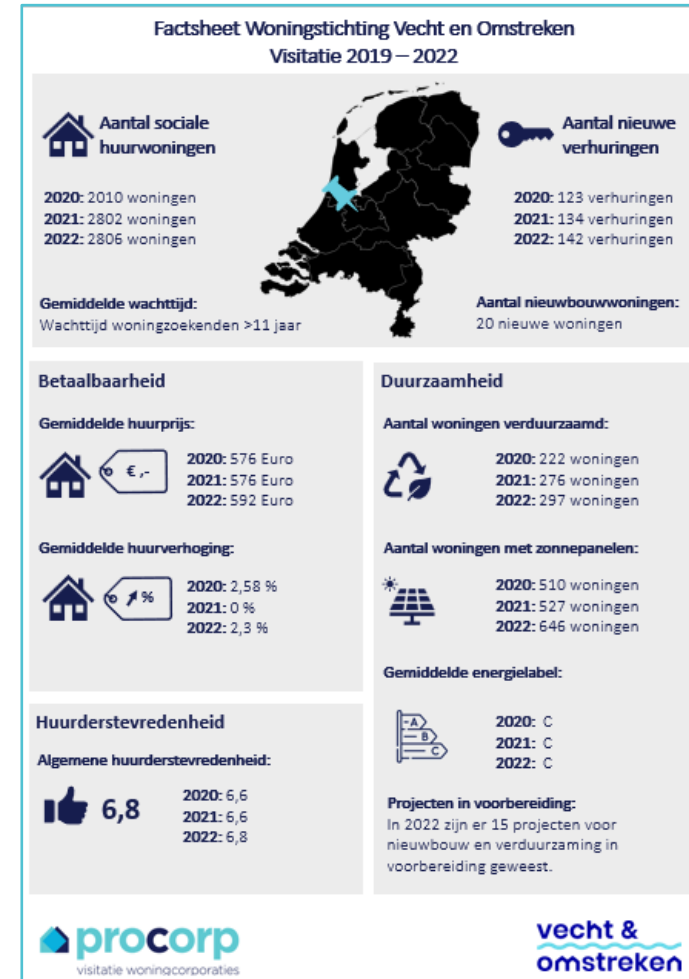 Factsheet Woningstichting Vecht en Omstreken
Visitatie 2019 – 2022
Aantal sociale
huurwoningen
2020: 2010 woningen
2021: 2802 woningen
2022: 2806 woningen
Gemiddelde wachttijd:
Wachttijd woningzoekenden >11 jaar
Aantal nieuwe
verhuringen
2020: 123 verhuringen
2021: 134 verhuringen
2022: 142 verhuringen
Aantal nieuwbouwwoningen:
20 nieuwe woningen
Betaalbaarheid
Gemiddelde huurprijs:
€ ,-
2020: 576 Euro
2021: 576 Euro
2022: 592 Euro
Gemiddelde huurverhoging:
%
2020: 2,58 %
2021: 0 %
2022: 2,3 %
Huurderstevredenheid
Algemene huurderstevredenheid:
6,8
2020: 6,6
2021: 6,6
2022: 6,8
Duurzaamheid
Aantal woningen verduurzaamd:
2020: 222 woningen
2021: 276 woningen
2022: 297 woningen
Aantal woningen met zonnepanelen:
2020: 510 woningen
2021: 527 woningen
2022: 646 woningen
Gemiddelde energielabel:
A
B
C
2020: C
2021: C
2022: C
Projecten in voorbereiding:
In 2022 zijn er 15 projecten voor
nieuwbouw en verduurzaming in
voorbereiding geweest.
procorp
visitatie woningcorporaties
vecht &
omstreken